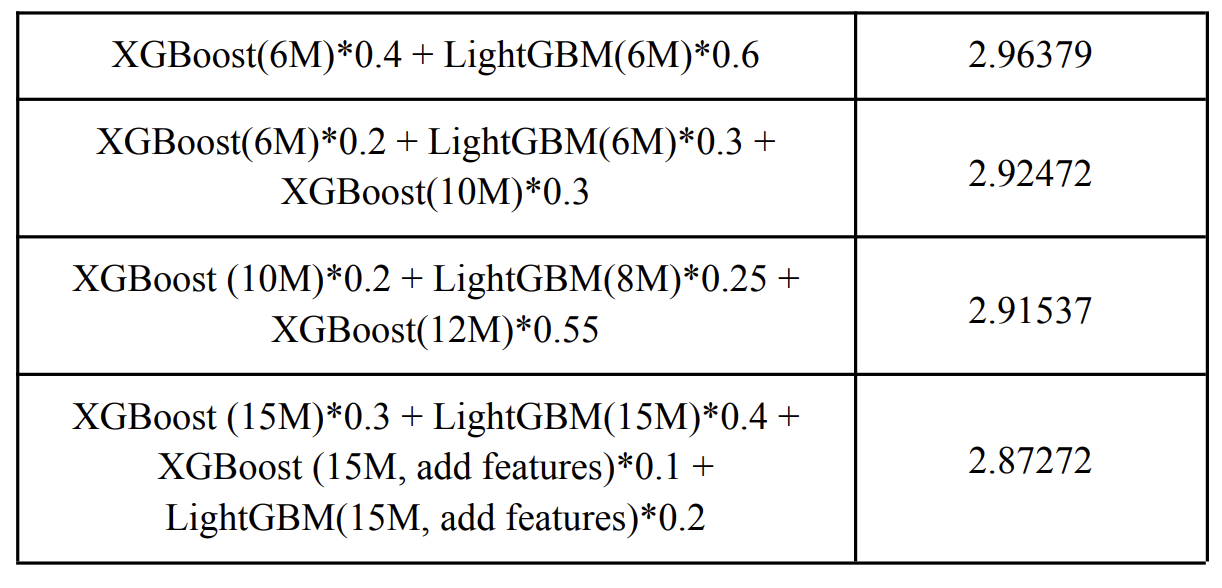 XGBoost(6M)*0.4 + LightGBM(6M)*0.6
2.96379
XGBoost(6M)*0.2 + LightGBM(6M)*0.3 +
XGBoost(10M)*0.3
2.92472
XGBoost (10M)*0.2 + LightGBM(8M)*0.25 +
XGBoost(12M)*0.55
2.91537
XGBoost (15M)*0.3 + LightGBM(15M)*0.4 +
XGBoost (15M, add features)*0.1 +
LightGBM(15M, add features)*0.2
2.87272